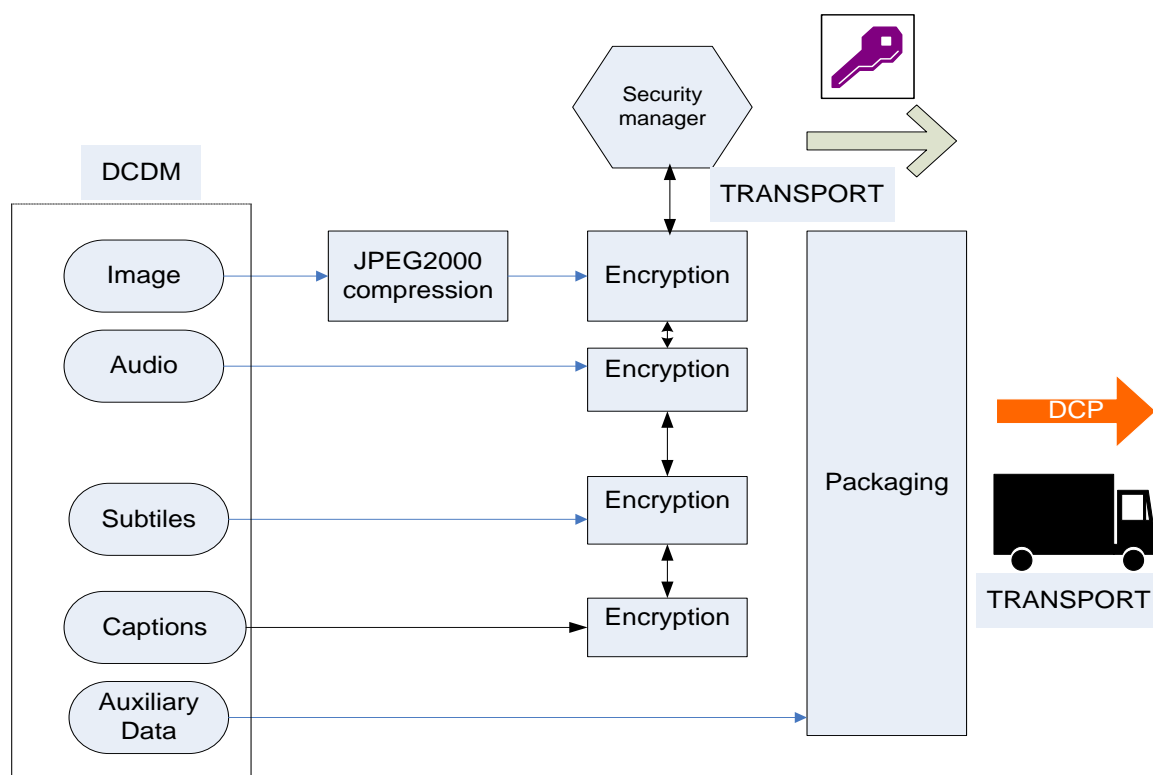 Security
manager
DCDM
TRANSPORT
Image
JPEG2000
compression
Encryption
Audio
Encryption
DCP
Packaging
Subtiles
Encryption
TRANSPORT
Captions
Encryption
Auxiliary
Data